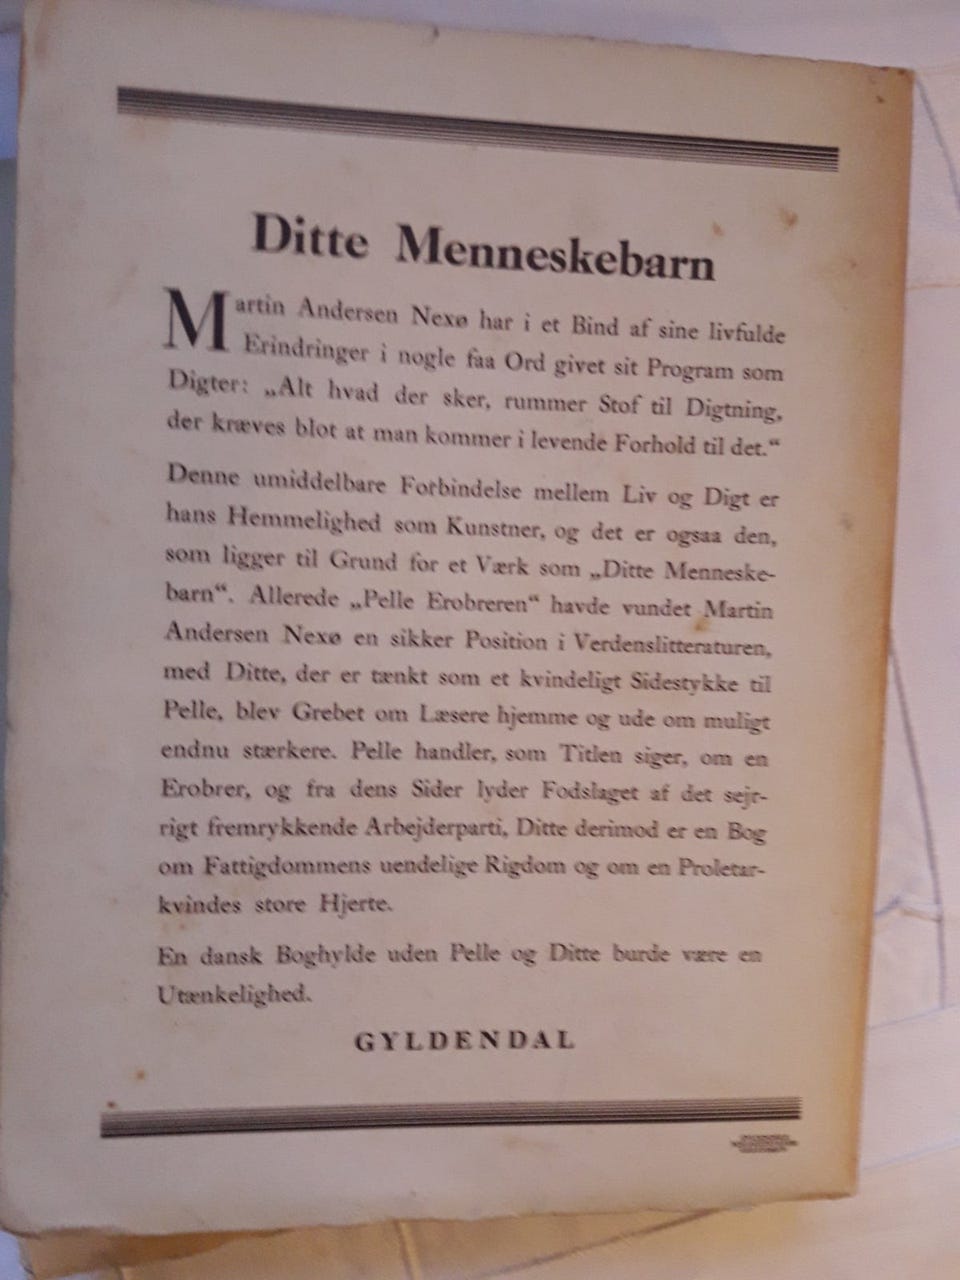 Ditte Menneskebarn
Martin Andersen Nexø har i et Bind af sine livfulde
Erindringer i nogle faa Ord givet sit Program som
Digter: „Alt hvad der sker, rummer Stof til Digtning,
der kræves blot at man kommer i levende Forhold til det.“
Denne umiddelbare Forbindelse mellem Liv og Digt er
hans Hemmelighed som Kunstner, og det er ogsaa den,
som ligger til Grund for et Værk som „Ditte Menneske-
barn“. Allerede „Pelle Erobreren“ havde vundet Martin
Andersen Nexø en sikker Position i Verdenslitteraturen,
med Ditte, der er tænkt som et kvindeligt Sidestykke til
Pelle, blev Grebet om Læsere hjemme og ude om muligt
endnu stærkere. Pelle handler, som Titlen siger, om en
Erobrer, og fra dens Sider lyder Fodslaget af det sejr-
rigt fremrykkende Arbejderparti, Ditte derimod er en Bog
om Fattigdommens uendelige Rigdom og om en Proletar-
kvindes store Hjerte.
En dansk Boghylde uden Pelle og Ditte burde være en
Utænkelighed.
GYLDENDAL